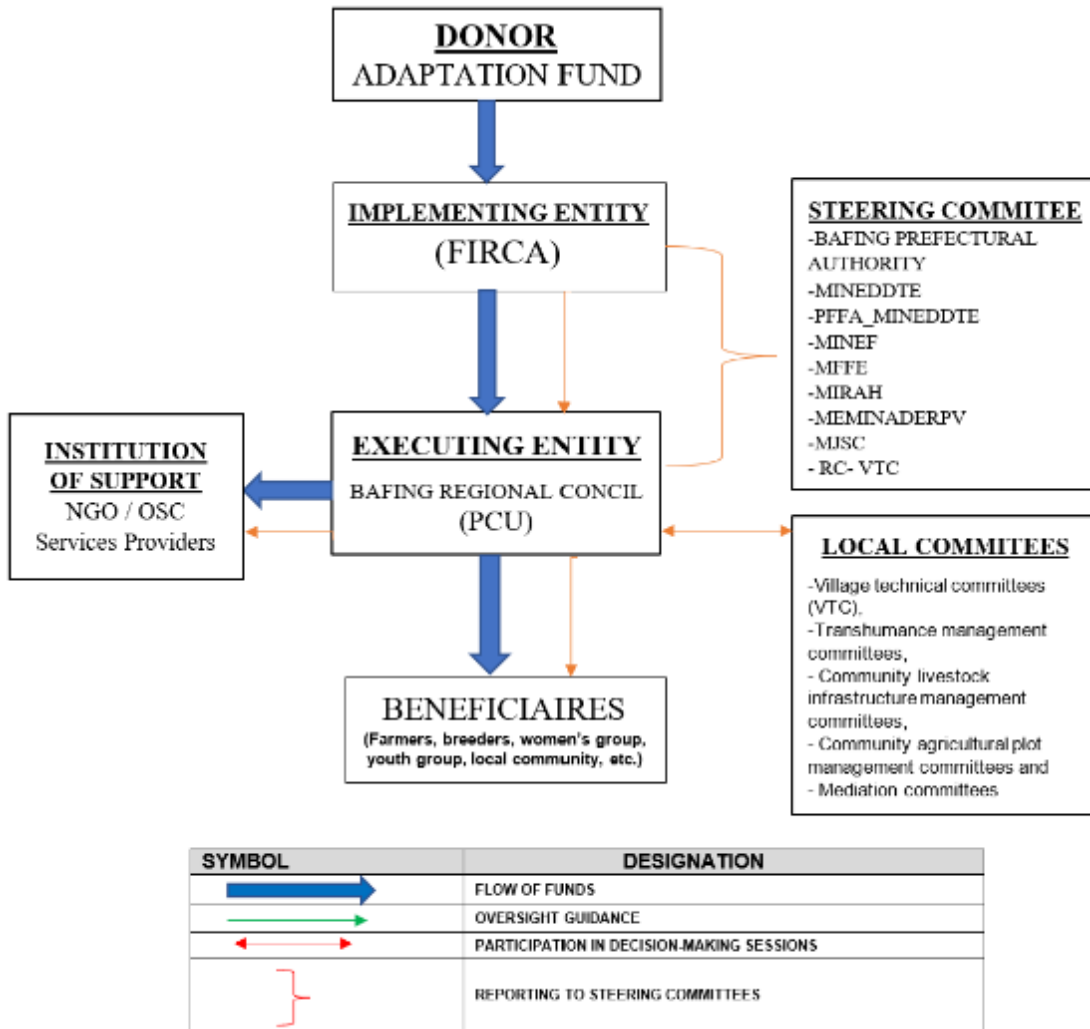 DONOR
ADAPTATION FUND
IMPLEMENTING ENTITY
(FIRCA)
STEERING COMMITEE
-BAFING PREFECTURAL
AUTHORITY
-MINEDDTE
-PFFA_MINEDDTE
-MINEF
-MFFE
-MIRAH
-MEMINADERPV
-MJSC
- RC- VTC
INSTITUTION
OF SUPPORT
NGO / OSC
Services Providers
EXECUTING ENTITY
BAFING REGIONAL CONCIL
(PCU)
LOCAL COMMITEES
-Village technical committees
(VTC),
-Transhumance management
committees,
- Community livestock
infrastructure management
committees,
- Community agricultural plot
management committees and
- Mediation committees
BENEFICIAIRES
(Farmers, breeders, women's group,
youth group, local community, etc.)
SYMBOL DESIGNATION
FLOW OF FUNDS
OVERSIGHT GUIDANCE
PARTICIPATION IN DECISION-MAKING SESSIONS
REPORTING TO STEERING COMMITTEES